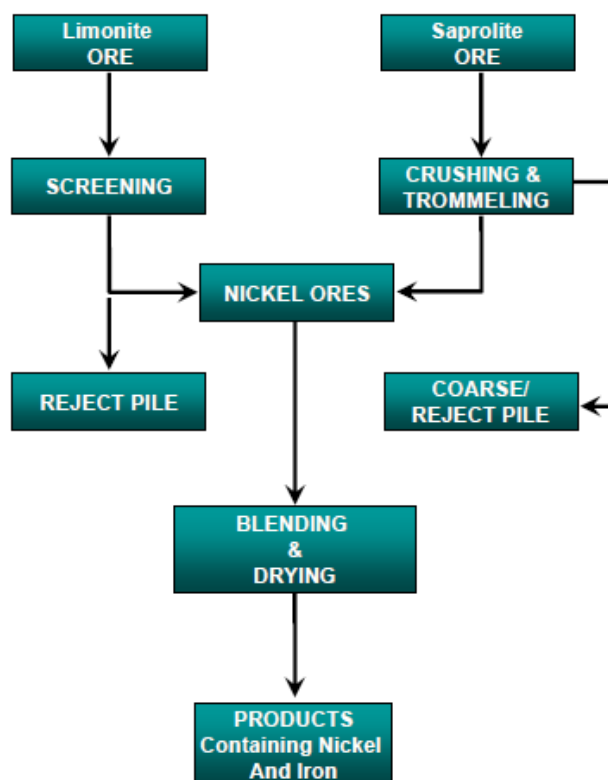 Limonite
ORE
Saprolite
ORE
SCREENING
CRUSHING &
TROMMELING
NICKEL ORES
REJECT PILE
COARSE/
REJECT PILE
BLENDING
&
DRYING
PRODUCTS
Containing Nickel
And Iron